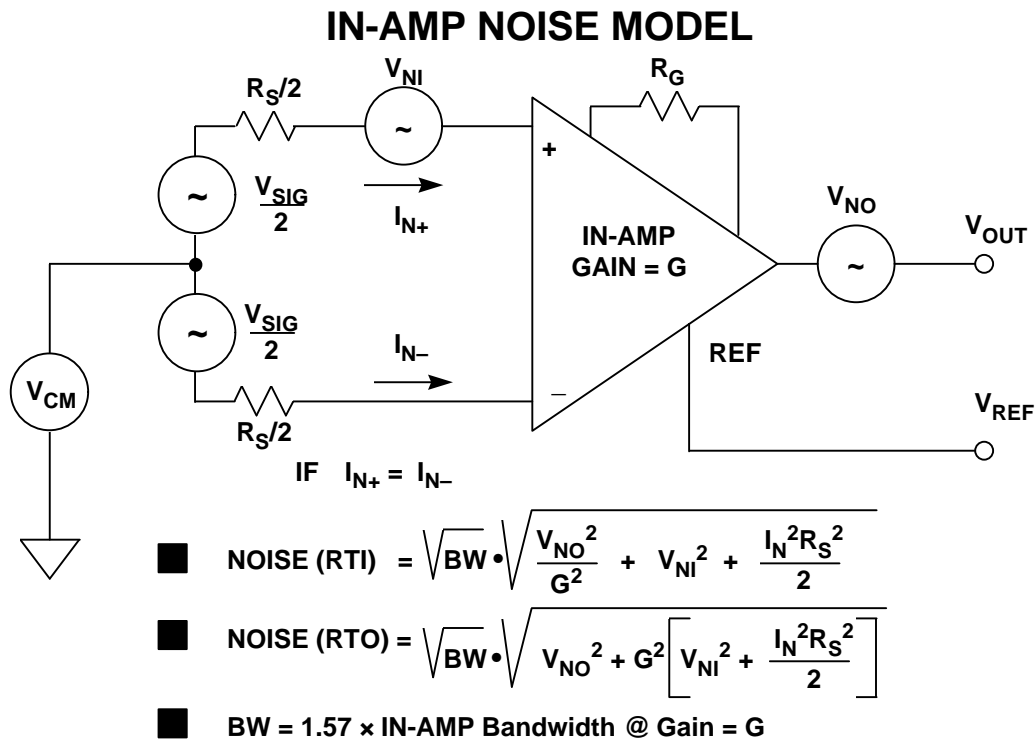 IN-AMP NOISE MODEL
R_S/2
V_NI
R_G
~
+
~
V_SIG
2
I_N+
IN-AMP
GAIN = G
V_NO
~
V_OUT
~
V_SIG
2
I_N–
REF
V_CM
–
V_REF
R_S/2
IF I_N+ = I_N–
■ NOISE (RTI) = √BW • √(V_NO²/G² + V_NI² + I_N²R_S²/2)
■ NOISE (RTO) = √BW • √(V_NO² + G²[V_NI² + I_N²R_S²/2])
■ BW = 1.57 × IN-AMP Bandwidth @ Gain = G